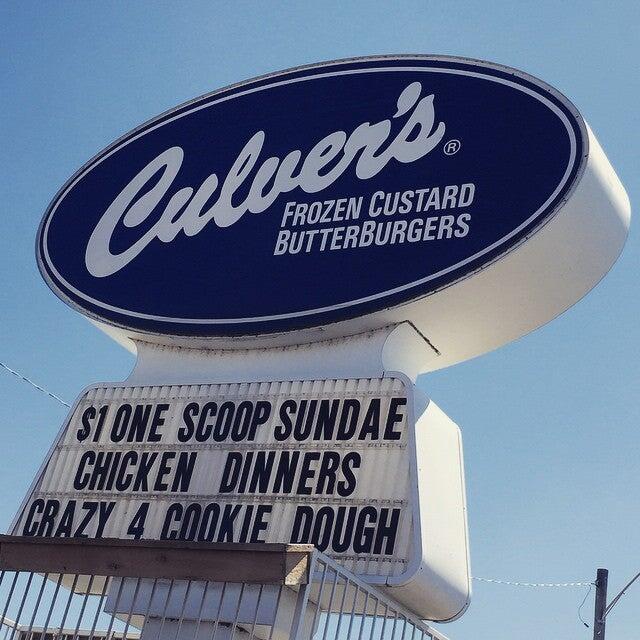 Culver's®
FROZEN CUSTARD
BUTTERBURGERS
$1 ONE SCOOP SUNDAE
CHICKEN DINNERS
CRAZY 4 COOKIE DOUGH